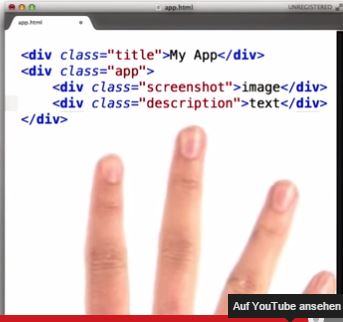 app.html
UNREGISTERED
app.html
<div class="title">My App</div>
<div class="app">
    <div class="screenshot">image</div>
    <div class="description">text</div>
</div>
Auf YouTube ansehen